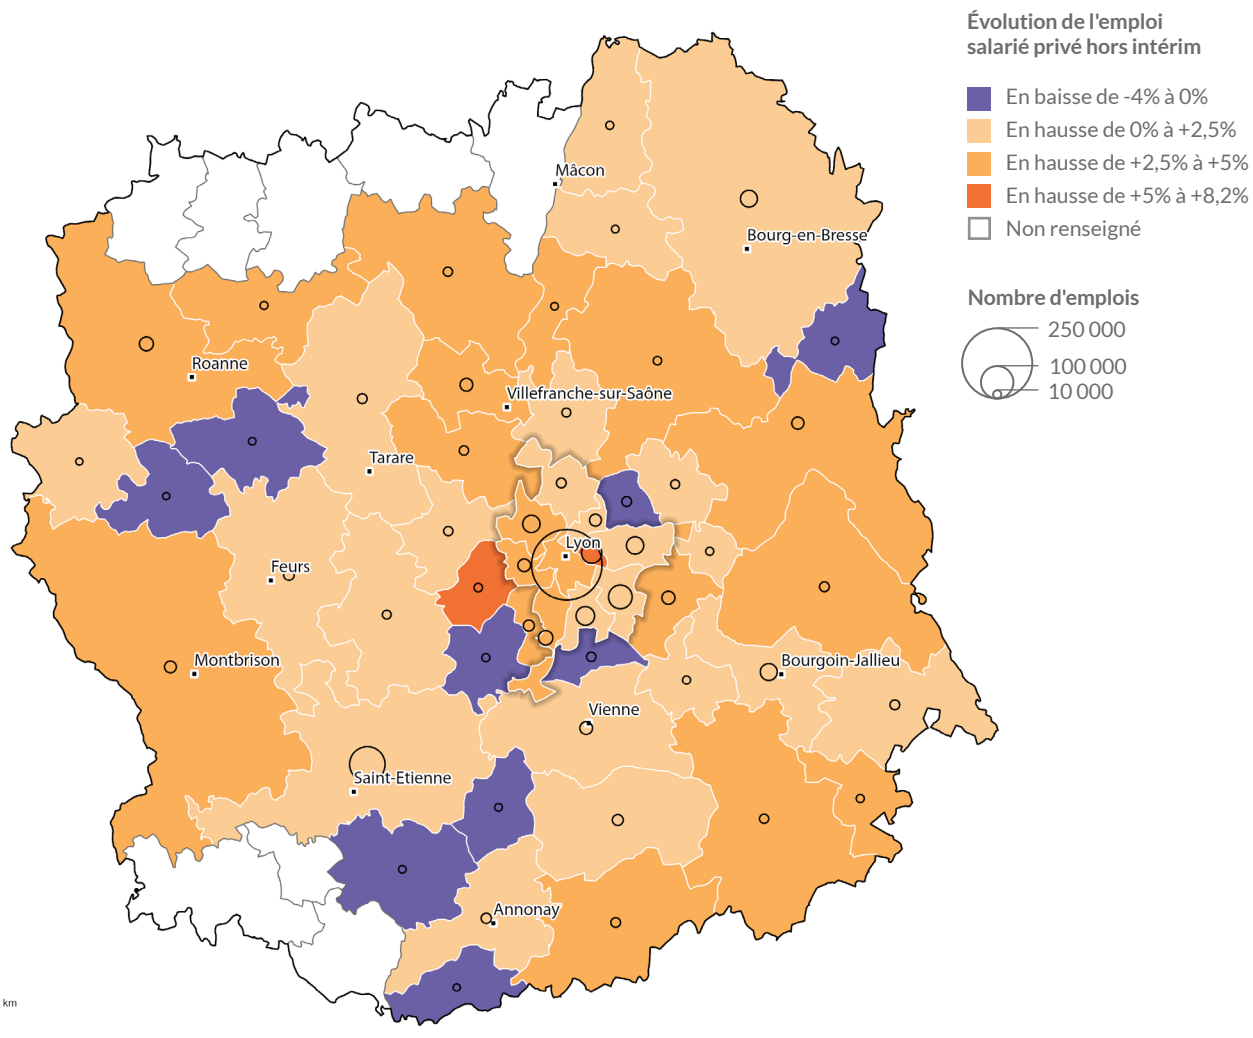 Évolution de l'emploi
salarié privé hors intérim
En baisse de -4% à 0%
En hausse de 0% à +2,5%
En hausse de +2,5% à +5%
En hausse de +5% à +8,2%
Non renseigné
Nombre d'emplois
250 000
100 000
10 000
Mâcon
Bourg-en-Bresse
Roanne
Villefranche-sur-Saône
Tarare
Lyon
Feurs
Montbrison
Bourgoin-Jallieu
Vienne
Saint-Etienne
Annonay
km